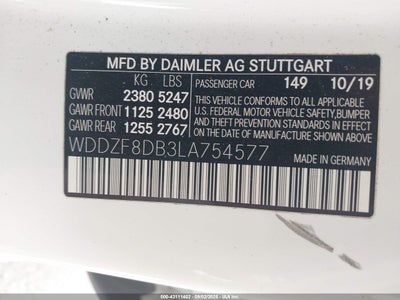 MFD BY DAIMLER AG STUTTGART
KG LBS
GVWR 2380 5247
GAWR FRONT 1125 2480
GAWR REAR 1255 2767
PASSENGER CAR 149 10/19
THIS VEHICLE CONFORMS TO ALL
APPLICABLE U.S. FEDERAL MOTOR
VEHICLE SAFETY,BUMPER
AND THEFT PREVENTION
STANDARDS IN EFFECT ON THE
DATE OF MANUFACTURE
SHOWN ABOVE.
WDDZF8DB3LA754577
MADE IN GERMANY